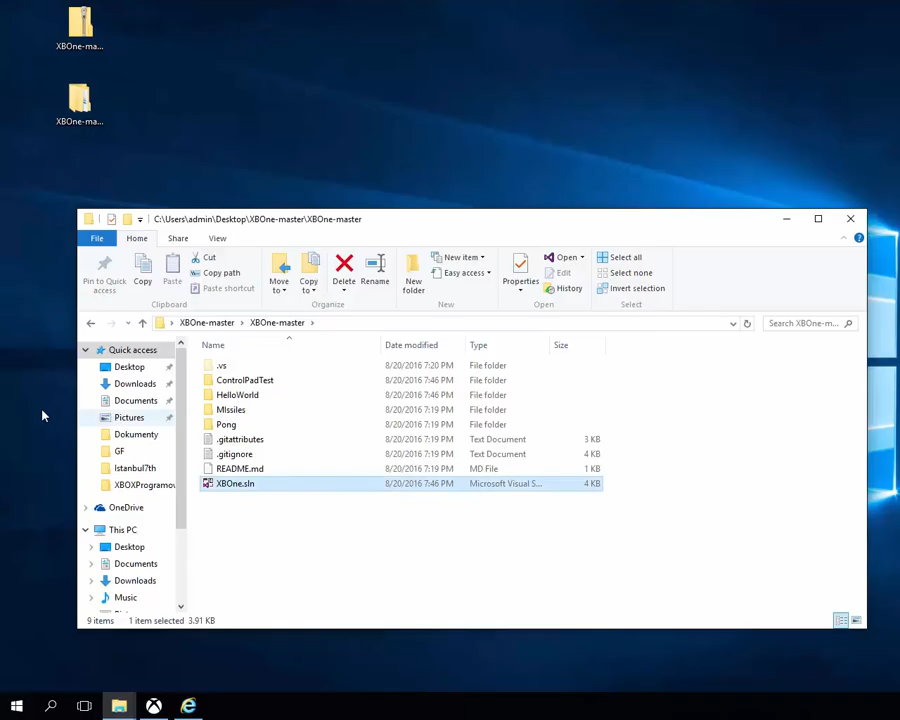 XBOne-ma...
XBOne-ma...
C:\Users\admin\Desktop\XBOne-master\XBOne-master
File Home Share View
Pin to Quick access
Copy
Paste
Cut
Copy path
Paste shortcut
Clipboard
Move to
Copy to
Delete
Rename
Organize
New folder
New item
Easy access
New
Properties
Open
Edit
History
Open
Select all
Select none
Invert selection
Select
XBOne-master > XBOne-master >
Search XBOne-m...
Quick access
Desktop
Downloads
Documents
Pictures
Dokumenty
GF
Istanbul7th
XBOXProgramow
OneDrive
This PC
Desktop
Documents
Downloads
Music
Name Date modified Type Size
.vs 8/20/2016 7:20 PM File folder
ControlPadTest 8/20/2016 7:46 PM File folder
HelloWorld 8/20/2016 7:46 PM File folder
MIssiles 8/20/2016 7:19 PM File folder
Pong 8/20/2016 7:19 PM File folder
.gitattributes 8/20/2016 7:19 PM Text Document 3 KB
.gitignore 8/20/2016 7:19 PM Text Document 4 KB
README.md 8/20/2016 7:19 PM MD File 1 KB
XBOne.sln 8/20/2016 7:46 PM Microsoft Visual S... 4 KB
9 items 1 item selected 3.91 KB